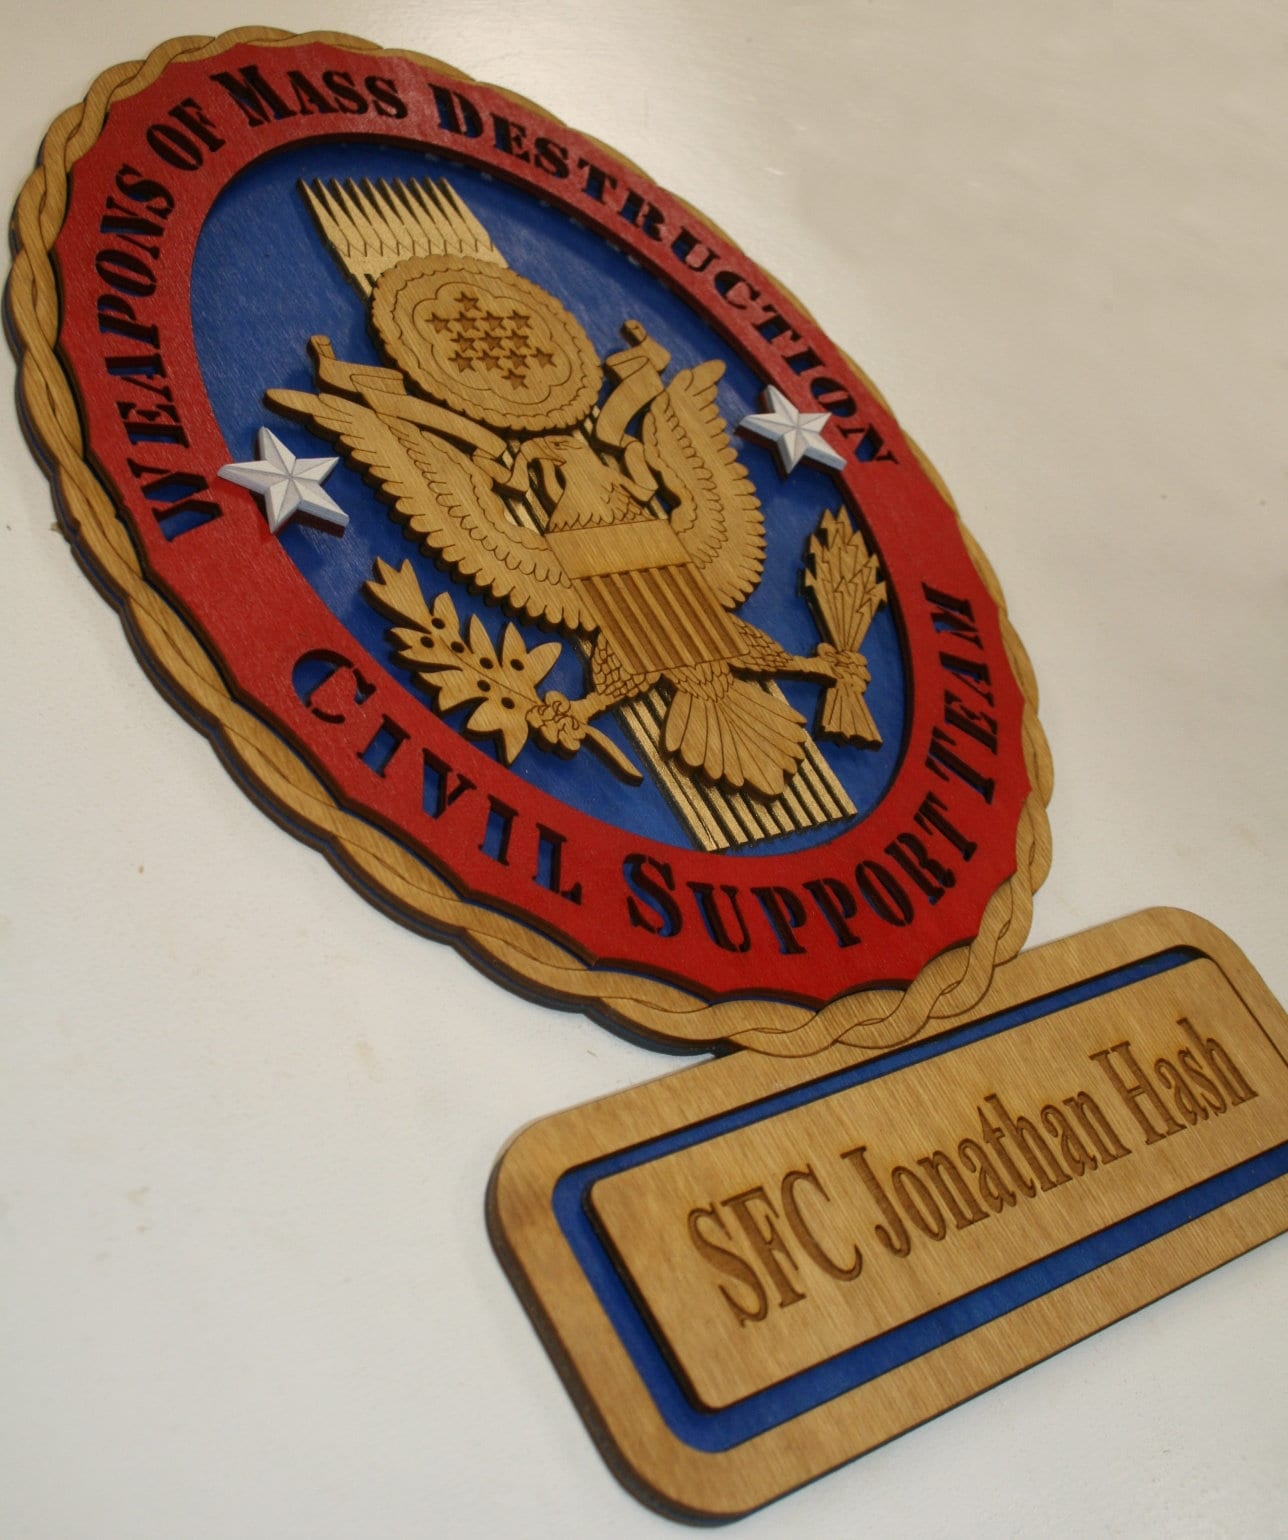 Weapons of Mass Destruction
Civil Support Team
SFC Jonathan Hash